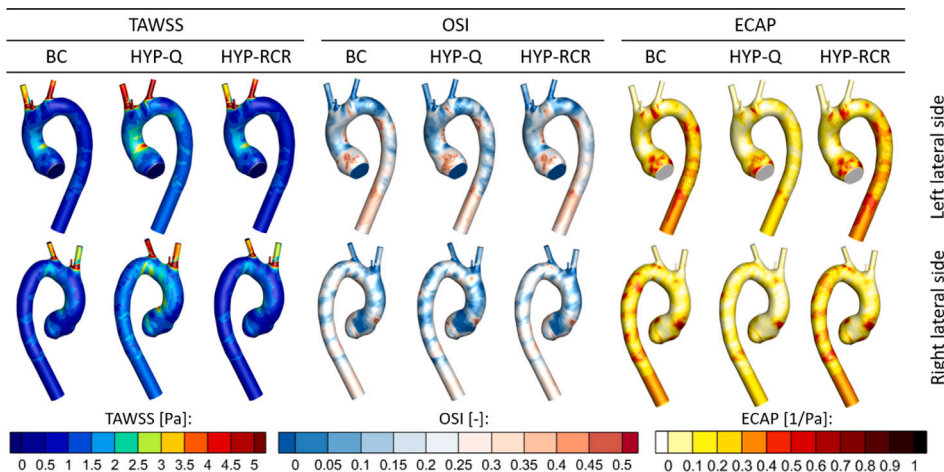 TAWSS OSI ECAP
BC HYP-Q HYP-RCR BC HYP-Q HYP-RCR BC HYP-Q HYP-RCR
Left lateral side
Right lateral side
TAWSS [Pa]: OSI [-]: ECAP [1/Pa]:
0 0.5 1 1.5 2 2.5 3 3.5 4 4.5 5 0 0.05 0.1 0.15 0.2 0.25 0.3 0.35 0.4 0.45 0.5 0 0.1 0.2 0.3 0.4 0.5 0.6 0.7 0.8 0.9 1